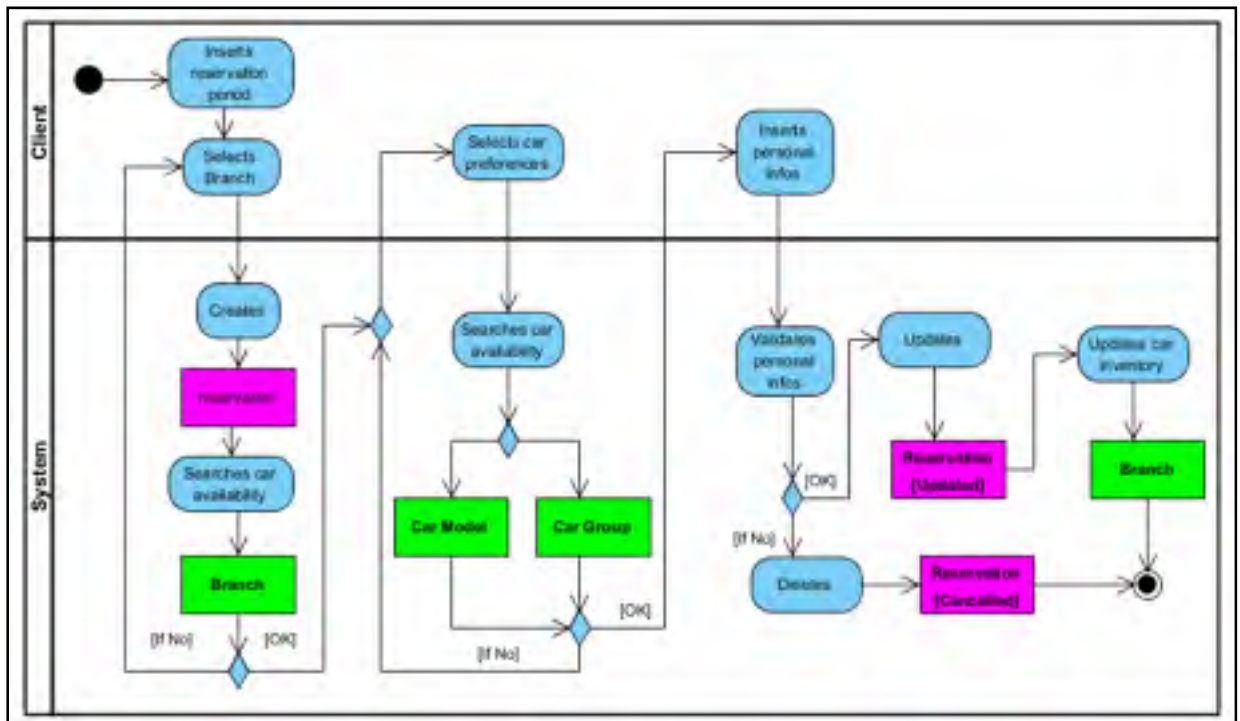 Client
Inserts
reservation
period
Selects
Branch
Selects car
preferences
Inserts
personal
infos
System
Creates
reservation
Searches car
availability
Branch
[If No]
[OK]
Searches car
availability
Car Model
Car Group
[If No]
[OK]
Validates
personal
infos
[OK]
[If No]
Updates
Reservation
[Updated]
Updates car
inventory
Branch
Deletes
Reservation
[Cancelled]